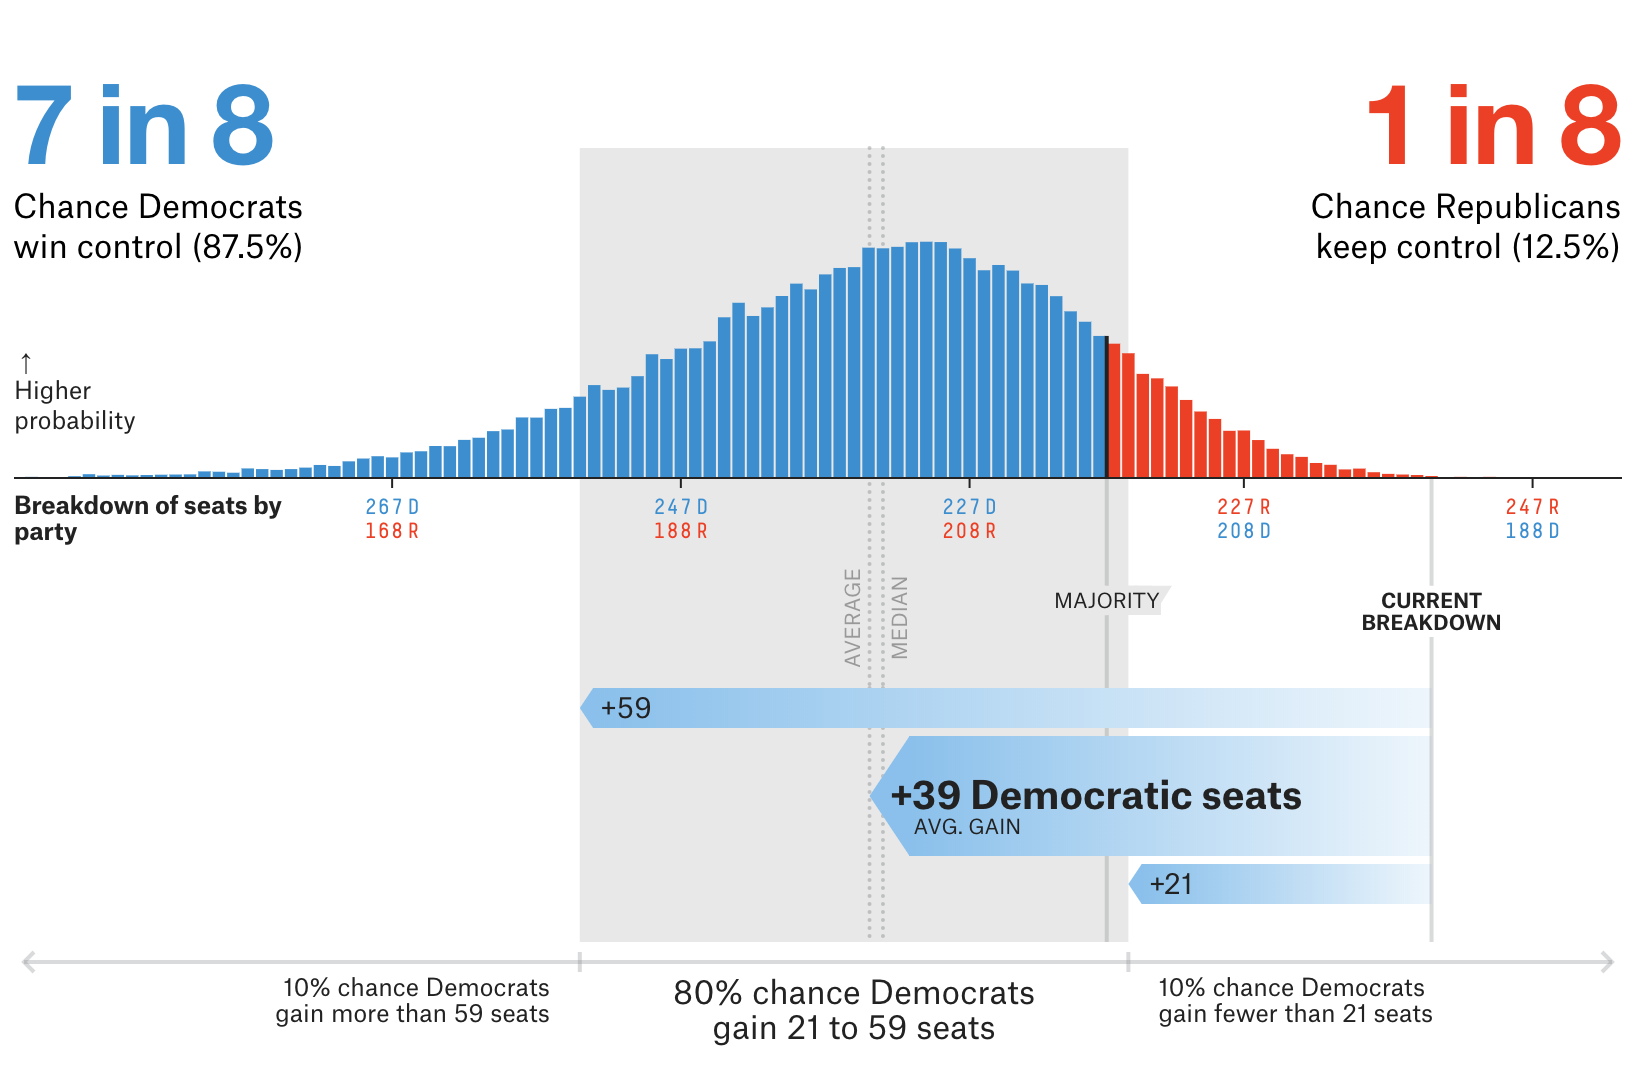 7 in 8
Chance Democrats
win control (87.5%)
1 in 8
Chance Republicans
keep control (12.5%)
↑
Higher
probability
Breakdown of seats by
party
267 D
168 R
247 D
188 R
227 D
208 R
227 R
208 D
247 R
188 D
AVERAGE
MEDIAN
MAJORITY
CURRENT
BREAKDOWN
+59
+39 Democratic seats
AVG. GAIN
+21
10% chance Democrats
gain more than 59 seats
80% chance Democrats
gain 21 to 59 seats
10% chance Democrats
gain fewer than 21 seats